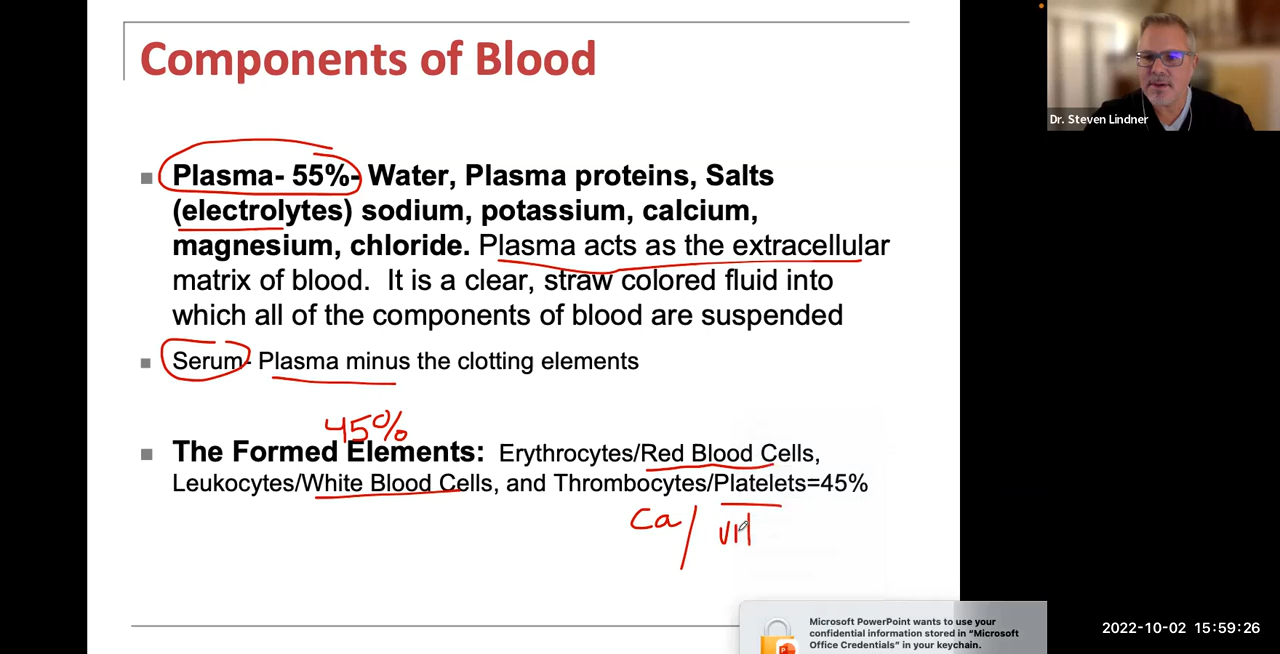 Components of Blood
Dr. Steven Lindner
Plasma- 55%- Water, Plasma proteins, Salts
(electrolytes) sodium, potassium, calcium,
magnesium, chloride. Plasma acts as the extracellular
matrix of blood. It is a clear, straw colored fluid into
which all of the components of blood are suspended
Serum- Plasma minus the clotting elements
45%
The Formed Elements: Erythrocytes/Red Blood Cells,
Leukocytes/White Blood Cells, and Thrombocytes/Platelets=45%
Ca/
Microsoft PowerPoint wants to use your
confidential information stored in “Microsoft
Office Credentials” in your keychain.
2022-10-02 15:59:26